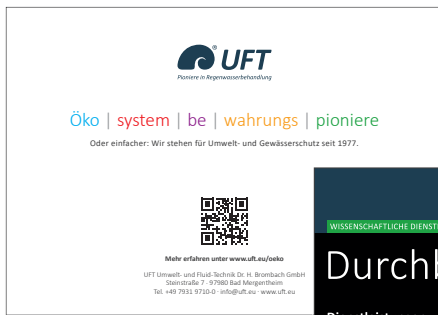 UFT
Pioniere in Regenwasserbehandlung
Öko | system | be | wahrungs | pioniere
Oder einfacher: Wir stehen für Umwelt- und Gewässerschutz seit 1977.
Mehr erfahren unter www.uft.eu/oeko
UFT Umwelt- und Fluid-Technik Dr. H. Brombach GmbH
Steinstraße 7 · 97980 Bad Mergentheim
Tel. +49 7931 9710-0 · info@uft.eu · www.uft.eu
WISSENSCHAFTLICHE DIENST
Durchb